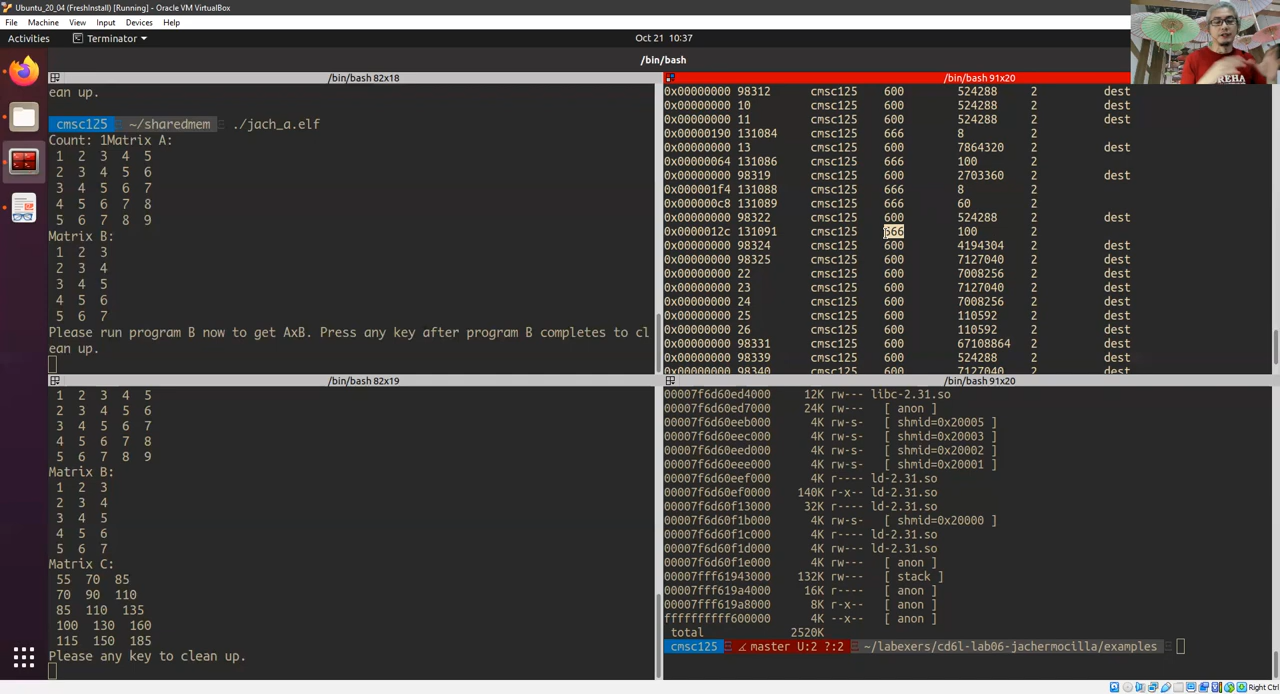 Ubuntu_20_04 (FreshInstall) [Running] - Oracle VM VirtualBox
File Machine View Input Devices Help
Activities Terminator Oct 21 10:37
/bin/bash
/bin/bash 82x18
ean up.
cmsc125 ~/sharedmem ./jach_a.elf
Count: 1Matrix A:
1 2 3 4 5
2 3 4 5 6
3 4 5 6 7
4 5 6 7 8
5 6 7 8 9
Matrix B:
1 2 3
2 3 4
3 4 5
4 5 6
5 6 7
Please run program B now to get AxB. Press any key after program B completes to cl
ean up.
/bin/bash 91x20
0x00000000 98312 cmsc125 600 524288 2 dest
0x00000000 10 cmsc125 600 524288 2 dest
0x00000000 11 cmsc125 600 524288 2 dest
0x00000190 131084 cmsc125 666 8 2
0x00000000 13 cmsc125 600 7864320 2 dest
0x00000064 131086 cmsc125 666 100 2
0x00000000 98319 cmsc125 600 2703360 2 dest
0x000001f4 131088 cmsc125 666 8 2
0x000000c8 131089 cmsc125 666 60 2
0x00000000 98322 cmsc125 600 524288 2 dest
0x0000012c 131091 cmsc125 666 100 2
0x00000000 98324 cmsc125 600 4194304 2 dest
0x00000000 98325 cmsc125 600 7127040 2 dest
0x00000000 22 cmsc125 600 7008256 2 dest
0x00000000 23 cmsc125 600 7127040 2 dest
0x00000000 24 cmsc125 600 7008256 2 dest
0x00000000 25 cmsc125 600 110592 2 dest
0x00000000 26 cmsc125 600 110592 2 dest
0x00000000 98331 cmsc125 600 67108864 2 dest
0x00000000 98339 cmsc125 600 524288 2 dest
0x00000000 98340 cmsc125 600 7127040 2 dest
/bin/bash 82x19
1 2 3 4 5
2 3 4 5 6
3 4 5 6 7
4 5 6 7 8
5 6 7 8 9
Matrix B:
1 2 3
2 3 4
3 4 5
4 5 6
5 6 7
Matrix C:
55 70 85
70 90 110
85 110 135
100 130 160
115 150 185
Please any key to clean up.
/bin/bash 91x20
00007f6d60ed4000 12K rw--- libc-2.31.so
00007f6d60ed7000 24K rw--- [ anon ]
00007f6d60eeb000 4K rw-s- [ shmid=0x20005 ]
00007f6d60eec000 4K rw-s- [ shmid=0x20003 ]
00007f6d60eed000 4K rw-s- [ shmid=0x20002 ]
00007f6d60eee000 4K rw-s- [ shmid=0x20001 ]
00007f6d60eef000 4K r---- ld-2.31.so
00007f6d60ef0000 140K r-x-- ld-2.31.so
00007f6d60f13000 32K r---- ld-2.31.so
00007f6d60f1b000 4K rw-s- [ shmid=0x20000 ]
00007f6d60f1c000 4K r---- ld-2.31.so
00007f6d60f1d000 4K rw--- ld-2.31.so
00007f6d60f1e000 4K rw--- [ anon ]
00007fff61943000 132K rw--- [ stack ]
00007fff619a4000 16K r---- [ anon ]
00007fff619a8000 8K r-x-- [ anon ]
ffffffffff600000 4K --x-- [ anon ]
total 2520K
cmsc125 master U:2 ?:2 ~/labexers/cd6l-lab06-jachermocilla/examples
Right Ctrl